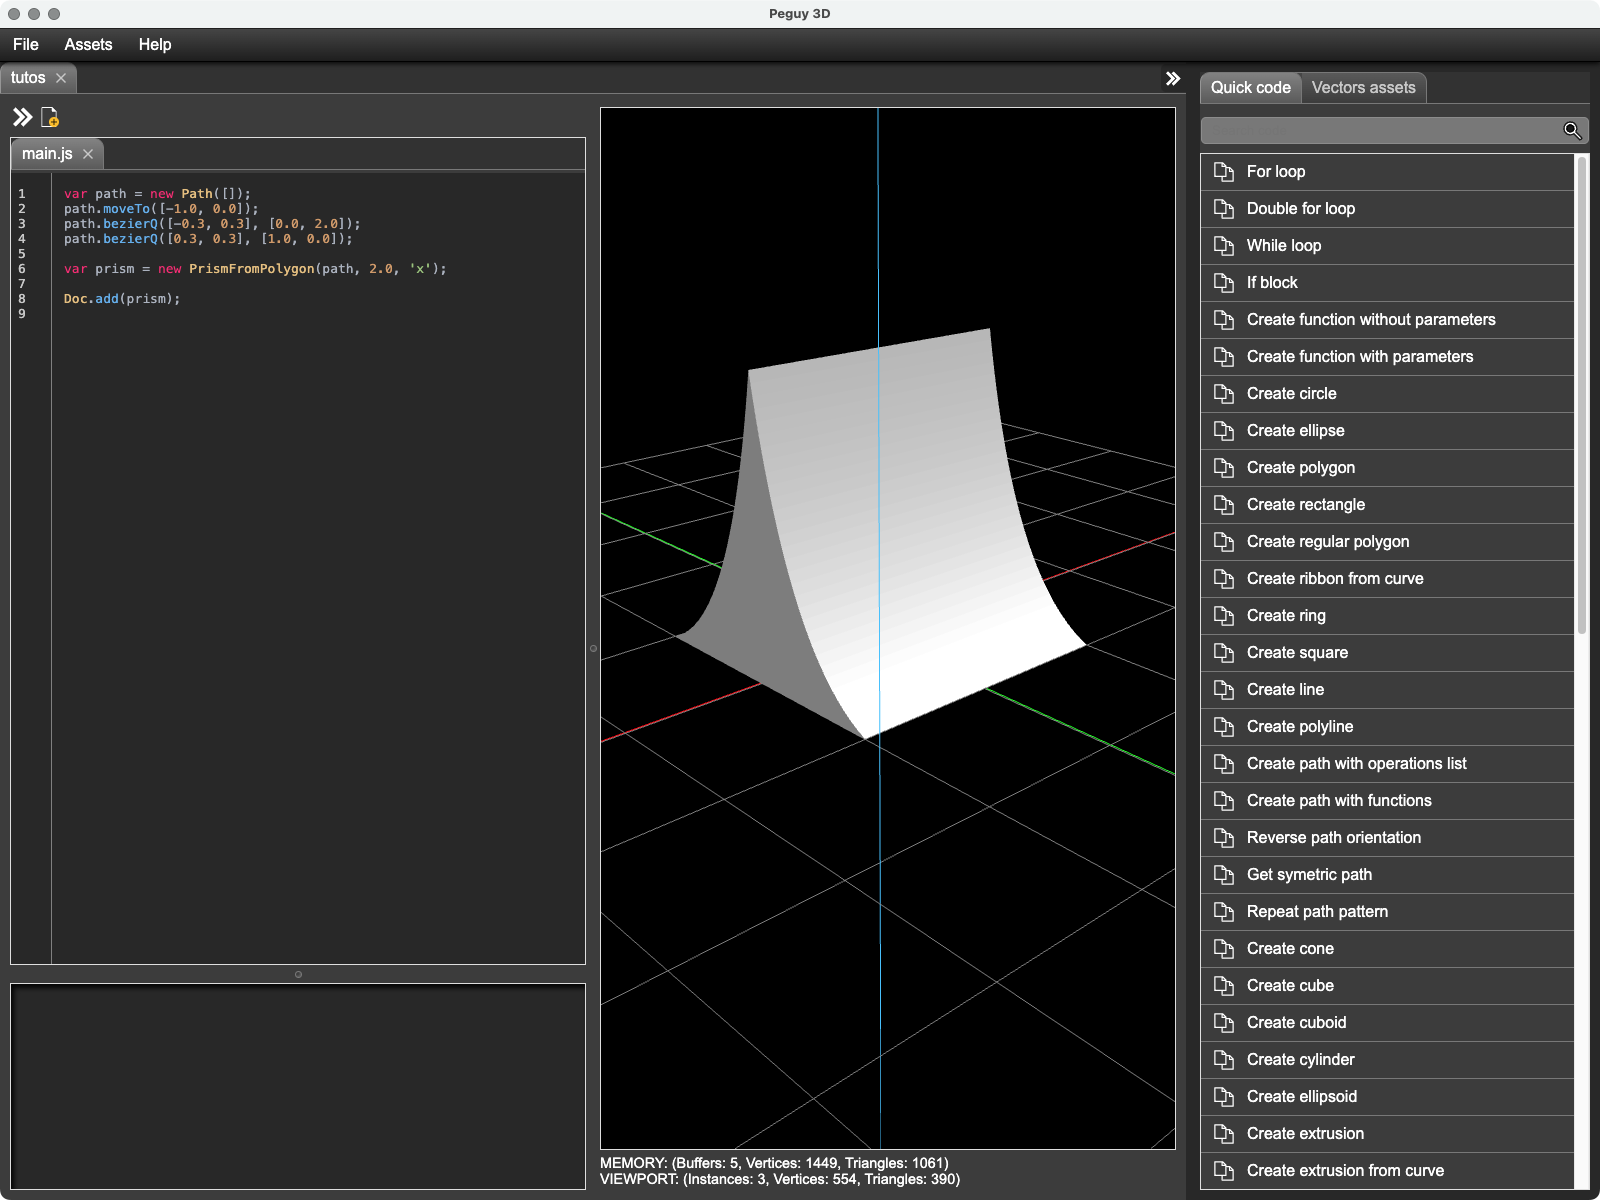 Peguy 3D
File Assets Help
tutos
main.js
1 var path = new Path([]);
2 path.moveTo([-1.0, 0.0]);
3 path.bezierQ([-0.3, 0.3], [0.0, 2.0]);
4 path.bezierQ([0.3, 0.3], [1.0, 0.0]);
5
6 var prism = new PrismFromPolygon(path, 2.0, 'x');
7
8 Doc.add(prism);
9
MEMORY: (Buffers: 5, Vertices: 1449, Triangles: 1061)
VIEWPORT: (Instances: 3, Vertices: 554, Triangles: 390)
Quick code Vectors assets
For loop
Double for loop
While loop
If block
Create function without parameters
Create function with parameters
Create circle
Create ellipse
Create polygon
Create rectangle
Create regular polygon
Create ribbon from curve
Create ring
Create square
Create line
Create polyline
Create path with operations list
Create path with functions
Reverse path orientation
Get symetric path
Repeat path pattern
Create cone
Create cube
Create cuboid
Create cylinder
Create ellipsoid
Create extrusion
Create extrusion from curve